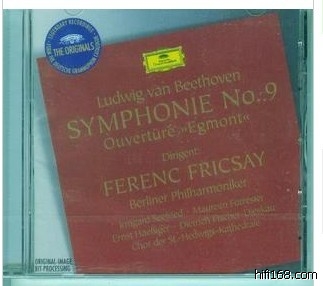 THE ORIGINALS
Ludwig van Beethoven
SYMPHONIE No.:9
Ouvertüre »Egmont«
Dirigent:
FERENC FRICSAY
Berliner Philharmoniker
Irmgard Seefried - Maureen Forrester
Ernst Haefliger - Dietrich Fischer-Dieskau
Chor der St.-Hedwigs-Kathedrale
ORIGINAL-IMAGE
BIT-PROCESSING
hifi168.com